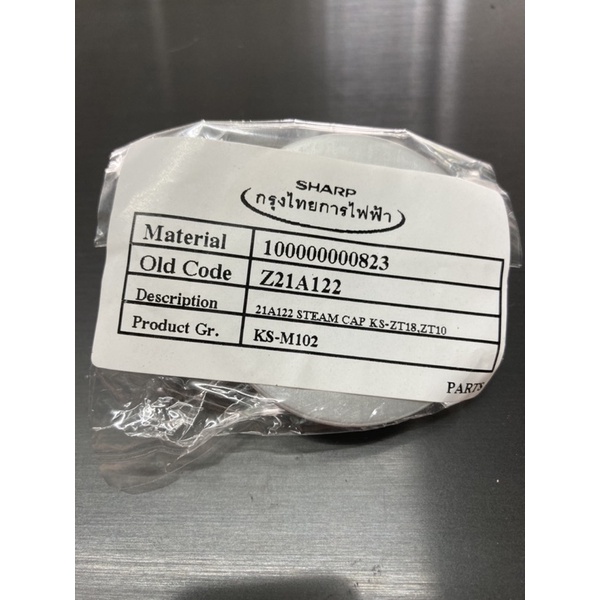 SHARP
กรุงไทยการไฟฟ้า
Material 100000000823
Old Code Z21A122
Description 21A122 STEAM CAP KS-ZT18,ZT10
Product Gr. KS-M102
PARTS